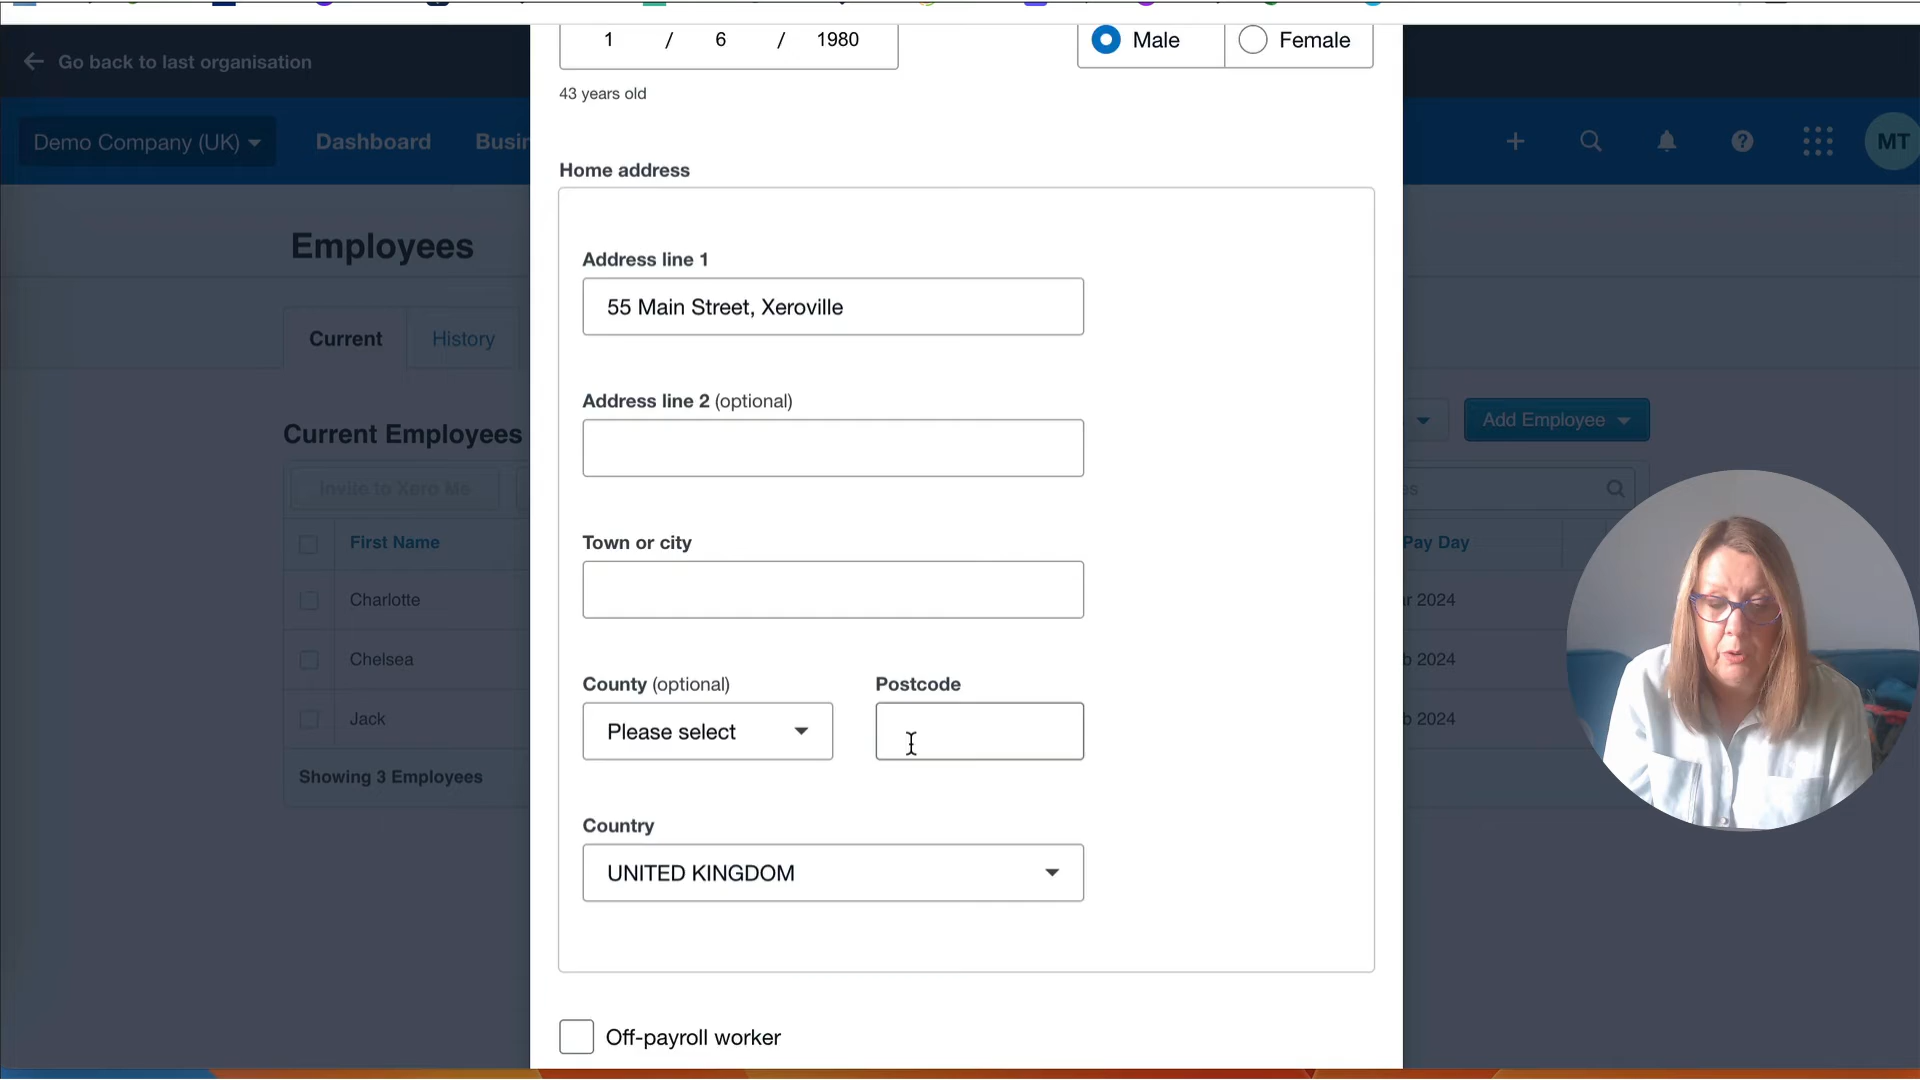 Go back to last organisation
1 / 6 / 1980
Male
Female
43 years old
Demo Company (UK)
Dashboard
?
MT
Home address
Employees
Address line 1
55 Main Street, Xeroville
Current
History
Address line 2 (optional)
Current Employees
Add Employee
Invite to Xero Me
Town or city
First Name
Pay Day
Charlotte
2024
Chelsea
2024
County (optional)
Postcode
Jack
2024
Please select
Showing 3 Employees
Country
UNITED KINGDOM
Off-payroll worker